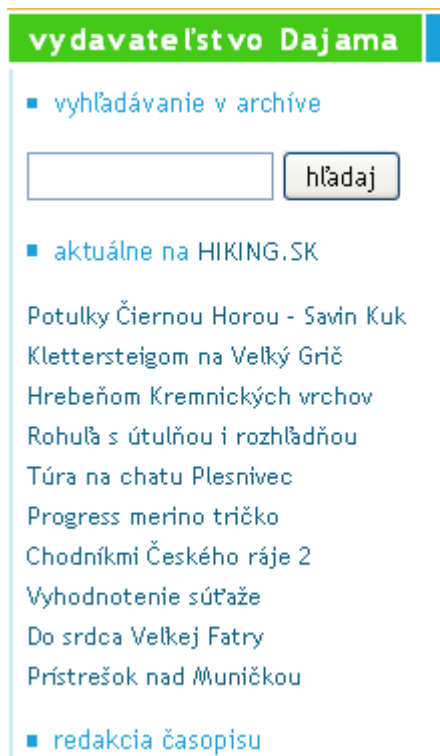 vydavateľstvo Dajama
vyhľadávanie v archíve
hľadaj
aktuálne na HIKING.SK
Potulky Čiernou Horou - Savin Kuk
Klettersteigom na Veľký Grič
Hrebeňom Kremnických vrchov
Rohuľa s útulňou i rozhľadňou
Túra na chatu Plesnivec
Progress merino tričko
Chodníkmi Českého ráje 2
Vyhodnotenie súťaže
Do srdca Veľkej Fatry
Prístrešok nad Muničkou
redakcia časopisu